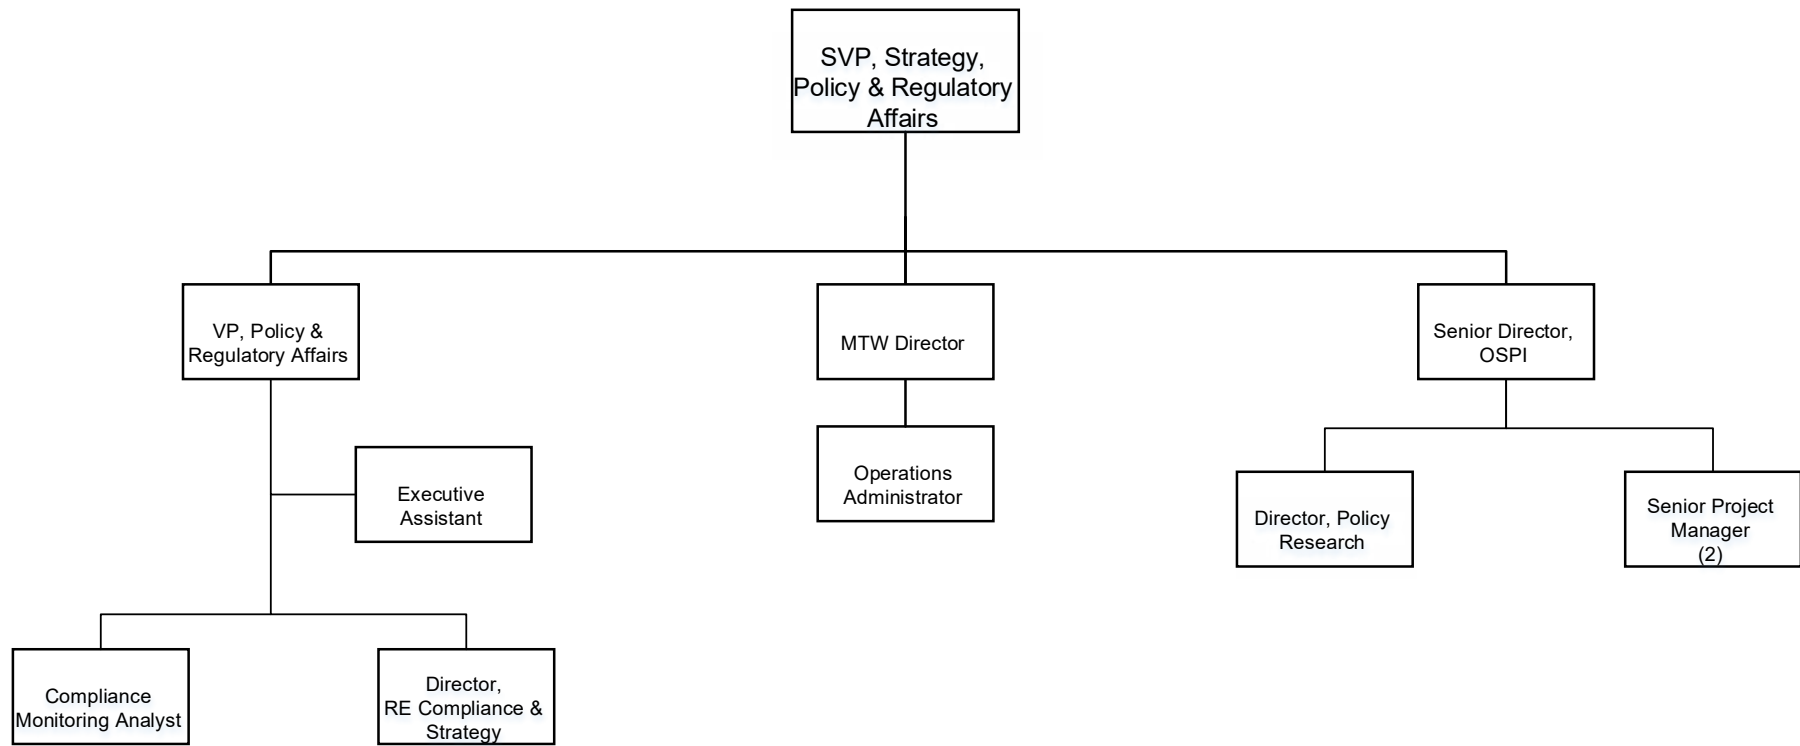 SVP, Strategy,
Policy & Regulatory
Affairs
VP, Policy &
Regulatory Affairs
MTW Director
Senior Director,
OSPI
Executive
Assistant
Operations
Administrator
Director, Policy
Research
Senior Project
Manager
(2)
Compliance
Monitoring Analyst
Director,
RE Compliance &
Strategy